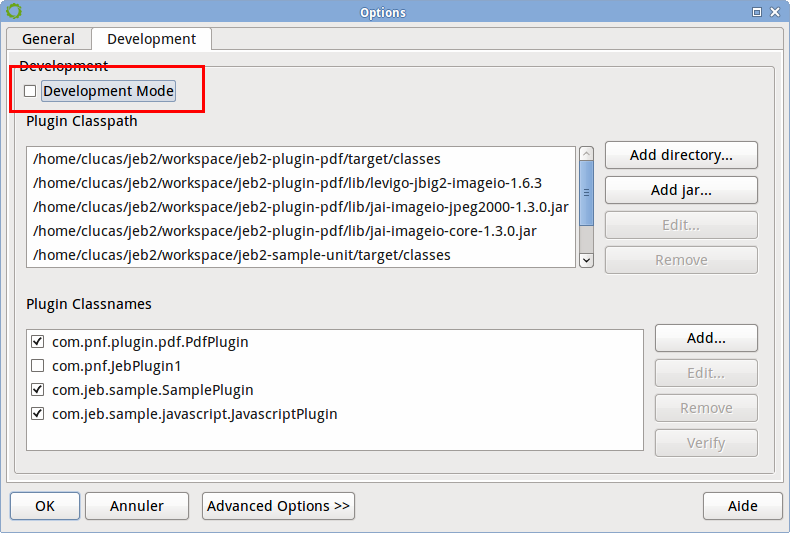 Options
General
Development
Development
Development Mode
Plugin Classpath
/home/clucas/jeb2/workspace/jeb2-plugin-pdf/target/classes
/home/clucas/jeb2/workspace/jeb2-plugin-pdf/lib/levigo-jbig2-imageio-1.6.3
/home/clucas/jeb2/workspace/jeb2-plugin-pdf/lib/jai-imageio-jpeg2000-1.3.0.jar
/home/clucas/jeb2/workspace/jeb2-plugin-pdf/lib/jai-imageio-core-1.3.0.jar
/home/clucas/jeb2/workspace/jeb2-sample-unit/target/classes
Add directory...
Add jar...
Edit...
Remove
Plugin Classnames
com.pnf.plugin.pdf.PdfPlugin
com.pnf.JebPlugin1
com.jeb.sample.SamplePlugin
com.jeb.sample.javascript.JavascriptPlugin
Add...
Edit...
Remove
Verify
OK
Annuler
Advanced Options >>
Aide